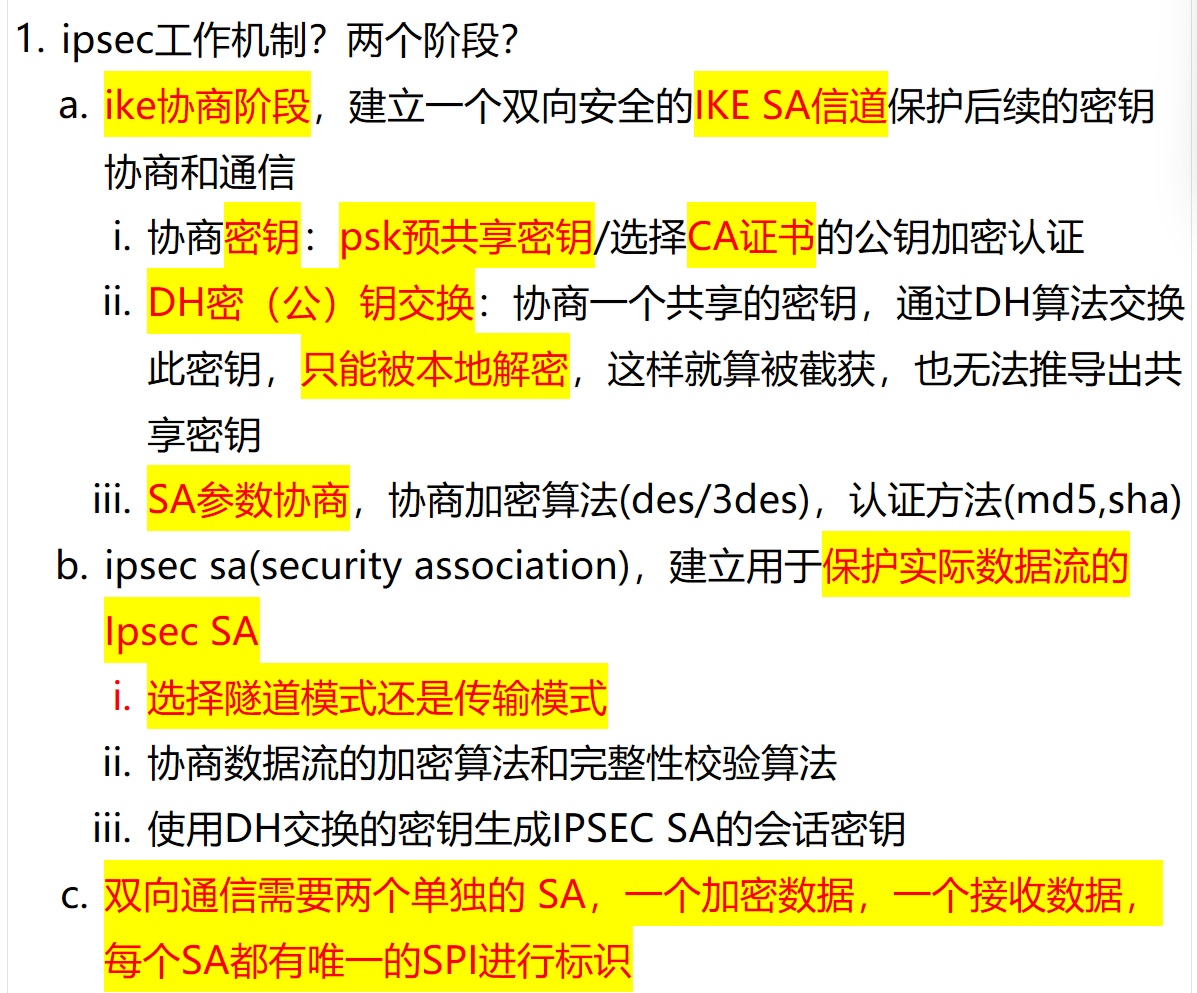 1. ipsec工作机制？两个阶段？
a. ike协商阶段，建立一个双向安全的IKE SA信道保护后续的密钥
协商和通信
i. 协商密钥：psk预共享密钥/选择CA证书的公钥加密认证
ii. DH密（公）钥交换：协商一个共享的密钥，通过DH算法交换
此密钥，只能被本地解密，这样就算被截获，也无法推导出共
享密钥
iii. SA参数协商，协商加密算法(des/3des)，认证方法(md5,sha)
b. ipsec sa(security association)，建立用于保护实际数据流的
Ipsec SA
i. 选择隧道模式还是传输模式
ii. 协商数据流的加密算法和完整性校验算法
iii. 使用DH交换的密钥生成IPSEC SA的会话密钥
c. 双向通信需要两个单独的 SA，一个加密数据，一个接收数据，
每个SA都有唯一的SPI进行标识